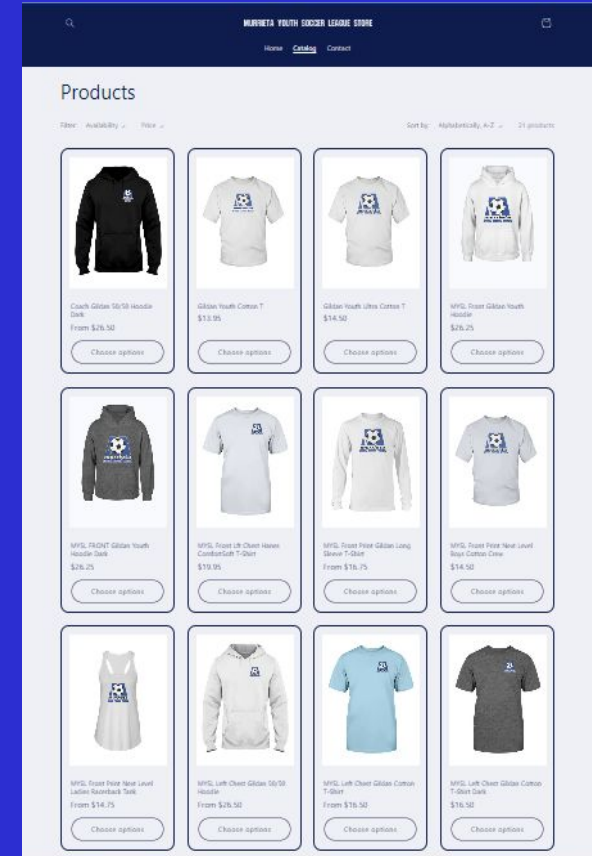 MURRIETA YOUTH SOCCER LEAGUE STORE
Home Catalog Contact
Products
Filter: Availability Price
Sort by: Alphabetically, A-Z 21 products
Coach Gildan 50/50 Hoodie
Dark
From $26.50
Choose options
Gildan Youth Cotton T
$13.95
Choose options
Gildan Youth Ultra Cotton T
$14.50
Choose options
MYSL Front Gildan Youth
Hoodie
$26.25
Choose options
MYSL FRONT Gildan Youth
Hoodie Dark
$26.25
Choose options
MYSL Front Lft Chest Hanes
ComfortSoft T-Shirt
$19.95
Choose options
MYSL Front Print Gildan Long
Sleeve T-Shirt
From $16.75
Choose options
MYSL Front Print Next Level
Boys Cotton Crew
$14.50
Choose options
MYSL Front Print Next Level
Ladies Racerback Tank
From $14.75
Choose options
MYSL Left Chest Gildan 50/50
Hoodie
From $26.50
Choose options
MYSL Left Chest Gildan Cotton
T-Shirt
From $16.50
Choose options
MYSL Left Chest Gildan Cotton
T-Shirt Dark
$16.50
Choose options